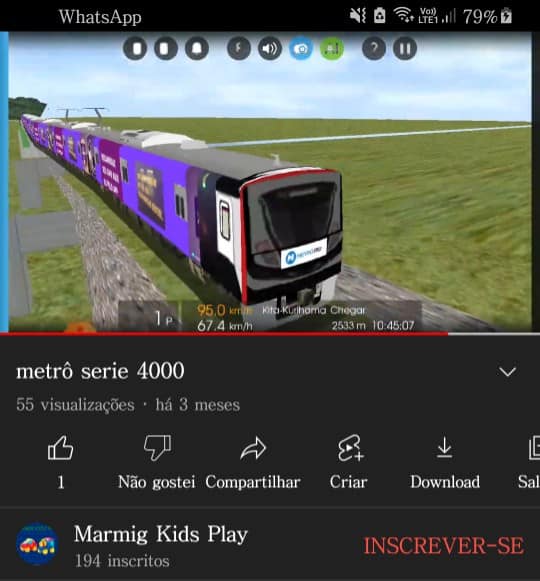 WhatsApp
Vo))
LTE1
79%
?
1 P
95.0 km/h Kita-Kurihama Chegar
67.4 km/h 2533 m 10:45:07
metrô serie 4000
55 visualizações · há 3 meses
1 Não gostei Compartilhar Criar Download Sal
Marmig Kids Play
194 inscritos
INSCREVER-SE